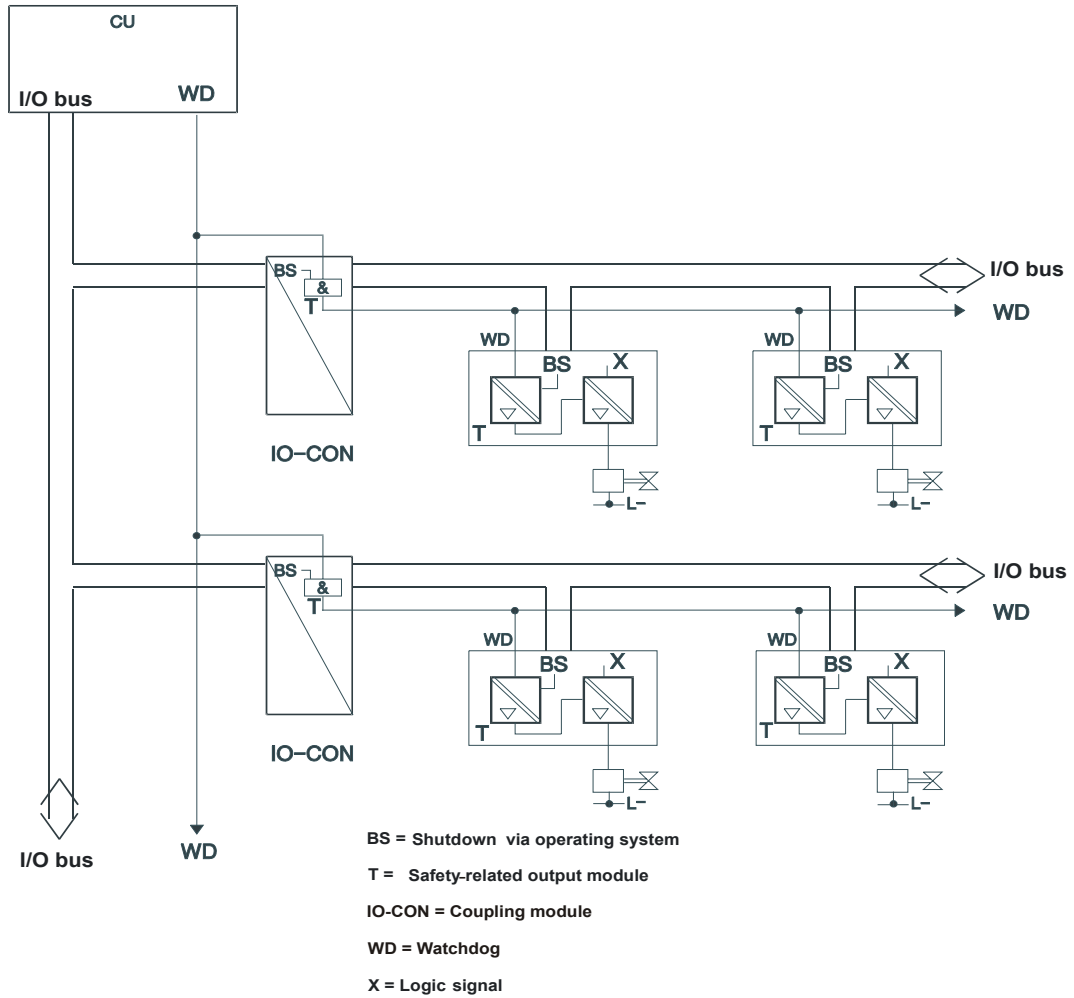 CU
I/O bus WD
BS
&
T
I/O bus
WD
WD
BS X
T
WD
BS X
T
IO-CON
L-
L-
BS
&
T
I/O bus
WD
WD
BS X
T
WD
BS X
T
IO-CON
L-
L-
I/O bus
WD
BS = Shutdown via operating system
T = Safety-related output module
IO-CON = Coupling module
WD = Watchdog
X = Logic signal